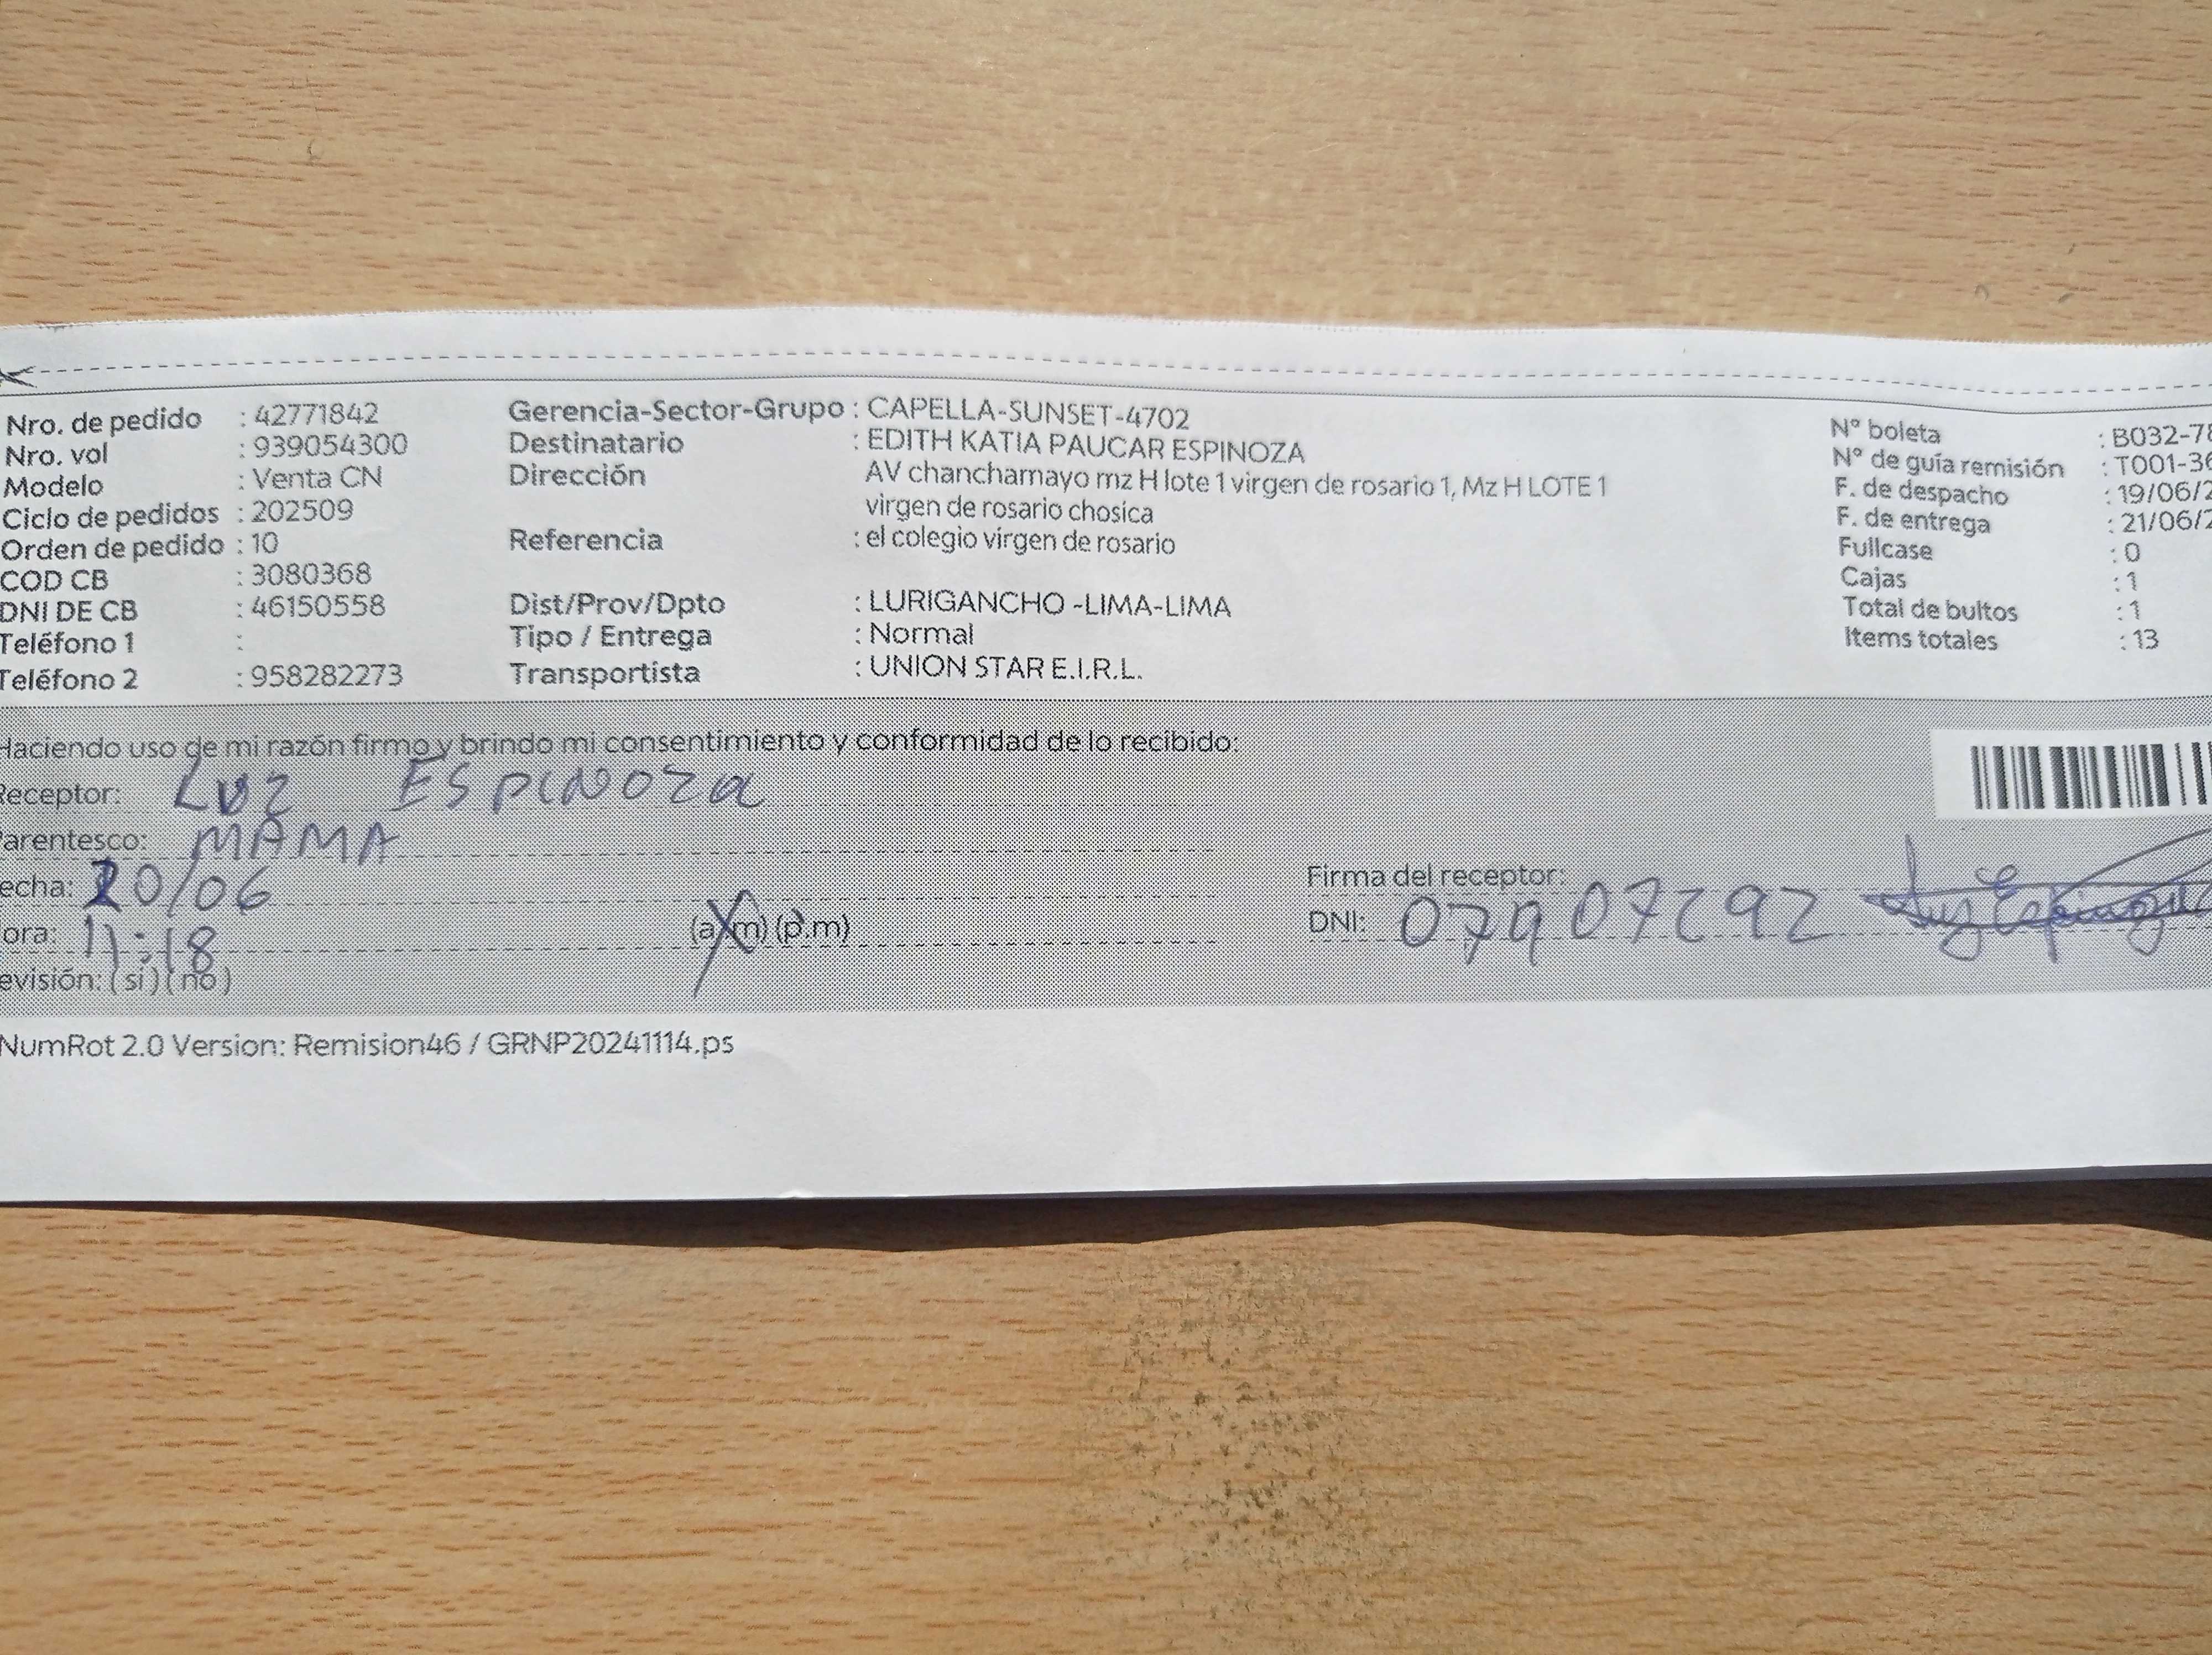 Nro. de pedido : 42771842
Nro. vol : 939054300
Modelo : Venta CN
Ciclo de pedidos : 202509
Orden de pedido : 10
COD CB : 3080368
DNI DE CB : 46150558
Teléfono 1 :
Teléfono 2 : 958282273
Gerencia-Sector-Grupo : CAPELLA-SUNSET-4702
Destinatario : EDITH KATIA PAUCAR ESPINOZA
Dirección AV chanchamayo mz H lote 1 virgen de rosario 1, Mz H LOTE 1
virgen de rosario chosica
Referencia : el colegio virgen de rosario
Dist/Prov/Dpto : LURIGANCHO -LIMA-LIMA
Tipo / Entrega : Normal
Transportista : UNION STAR E.I.R.L.
N° boleta : B032-78
N° de guía remisión : T001-36
F. de despacho : 19/06/2
F. de entrega : 21/06/2
Fullcase : 0
Cajas : 1
Total de bultos : 1
Items totales : 13
Haciendo uso de mi razón firmo y brindo mi consentimiento y conformidad de lo recibido:
Receptor: LUZ ESPINOZA
Parentesco: MAMA
echa: 20/06
ora: 11:18 (a.m) (p.m)
evisión: ( si ) ( no )
Firma del receptor:
DNI: 07907292 Luz Espinoza
NumRot 2.0 Version: Remision46 / GRNP20241114.ps